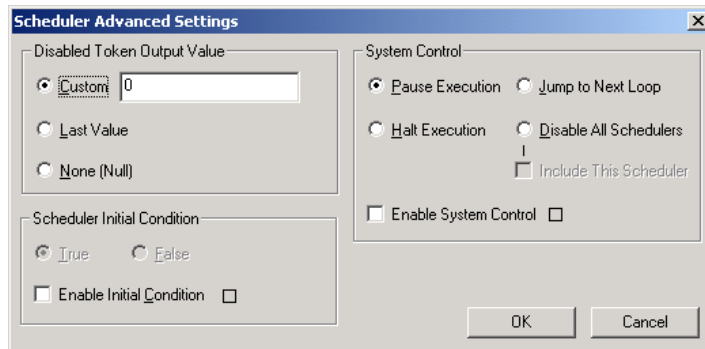 Scheduler Advanced Settings
Disabled Token Output Value
Custom 0
Last Value
None (Null)
Scheduler Initial Condition
True False
Enable Initial Condition
System Control
Pause Execution Jump to Next Loop
Halt Execution Disable All Schedulers
Include This Scheduler
Enable System Control
OK Cancel